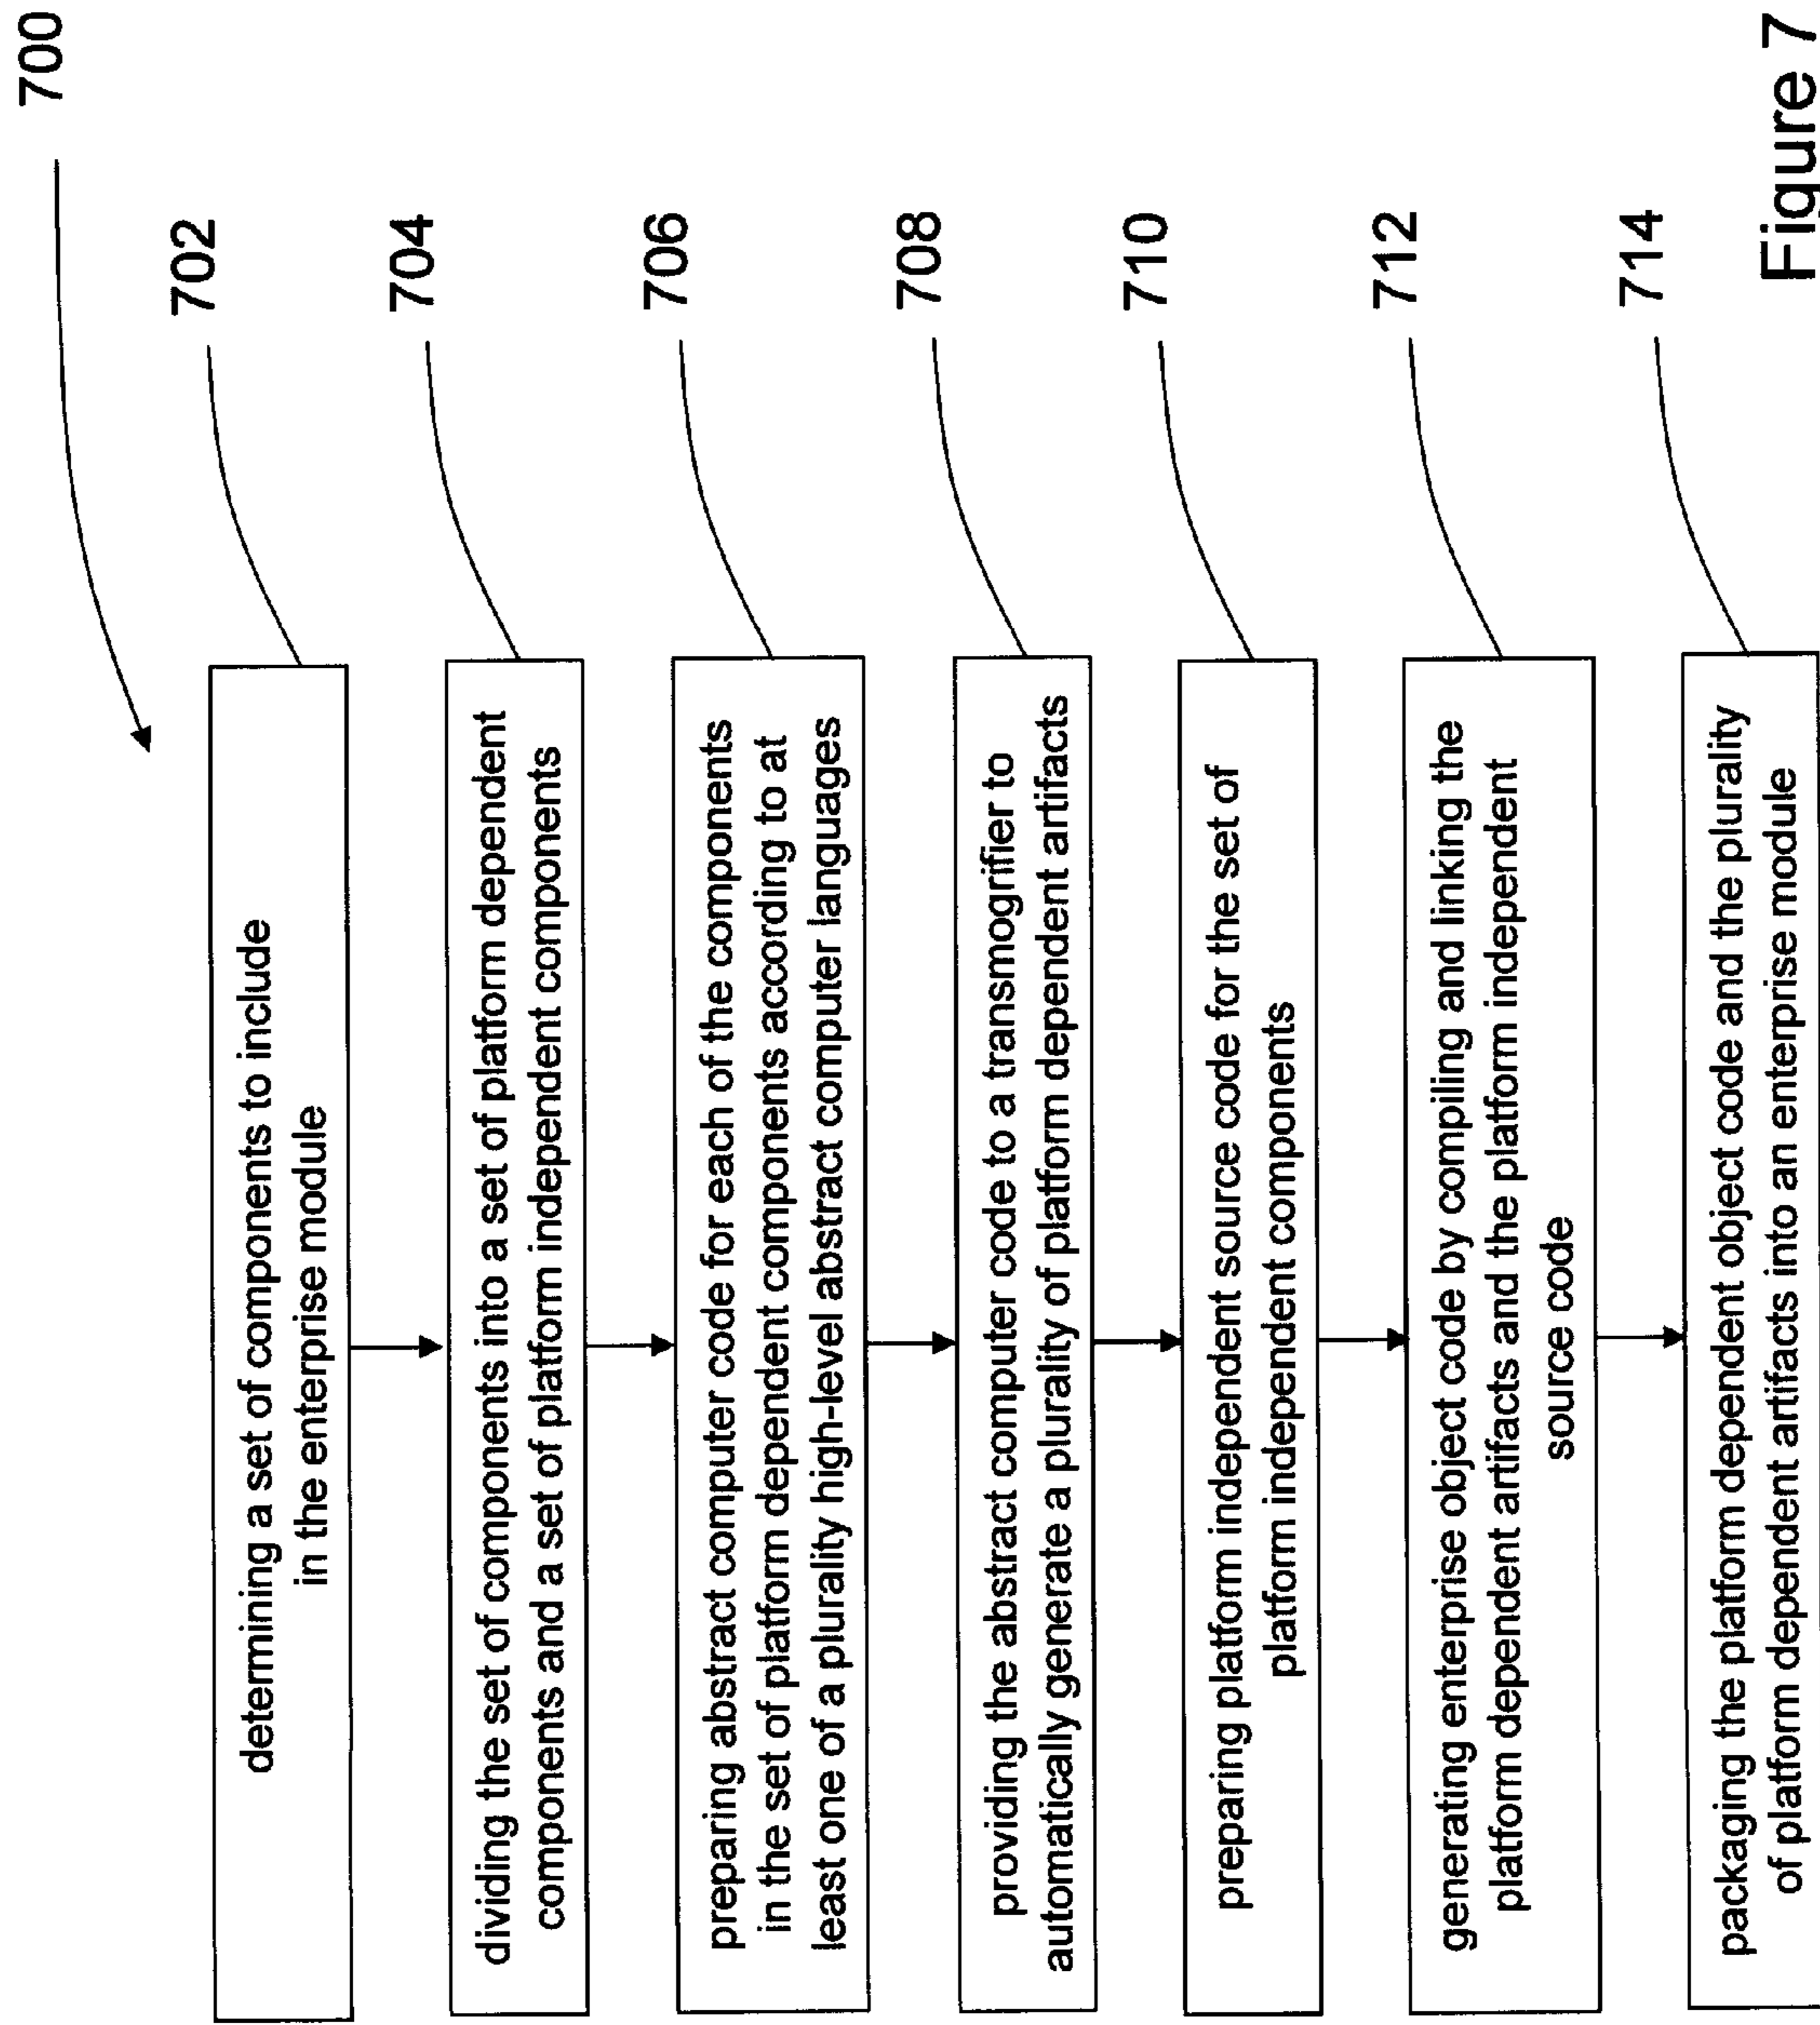 700
702
determining a set of components to include
in the enterprise module
704
dividing the set of components into a set of platform dependent
components and a set of platform independent components
706
preparing abstract computer code for each of the components
in the set of platform dependent components according to at
least one of a plurality high-level abstract computer languages
708
providing the abstract computer code to a transmogrifier to
automatically generate a plurality of platform dependent artifacts
710
preparing platform independent source code for the set of
platform independent components
712
generating enterprise object code by compiling and linking the
platform dependent artifacts and the platform independent
source code
714
packaging the platform dependent object code and the plurality
of platform dependent artifacts into an enterprise module
Figure 7